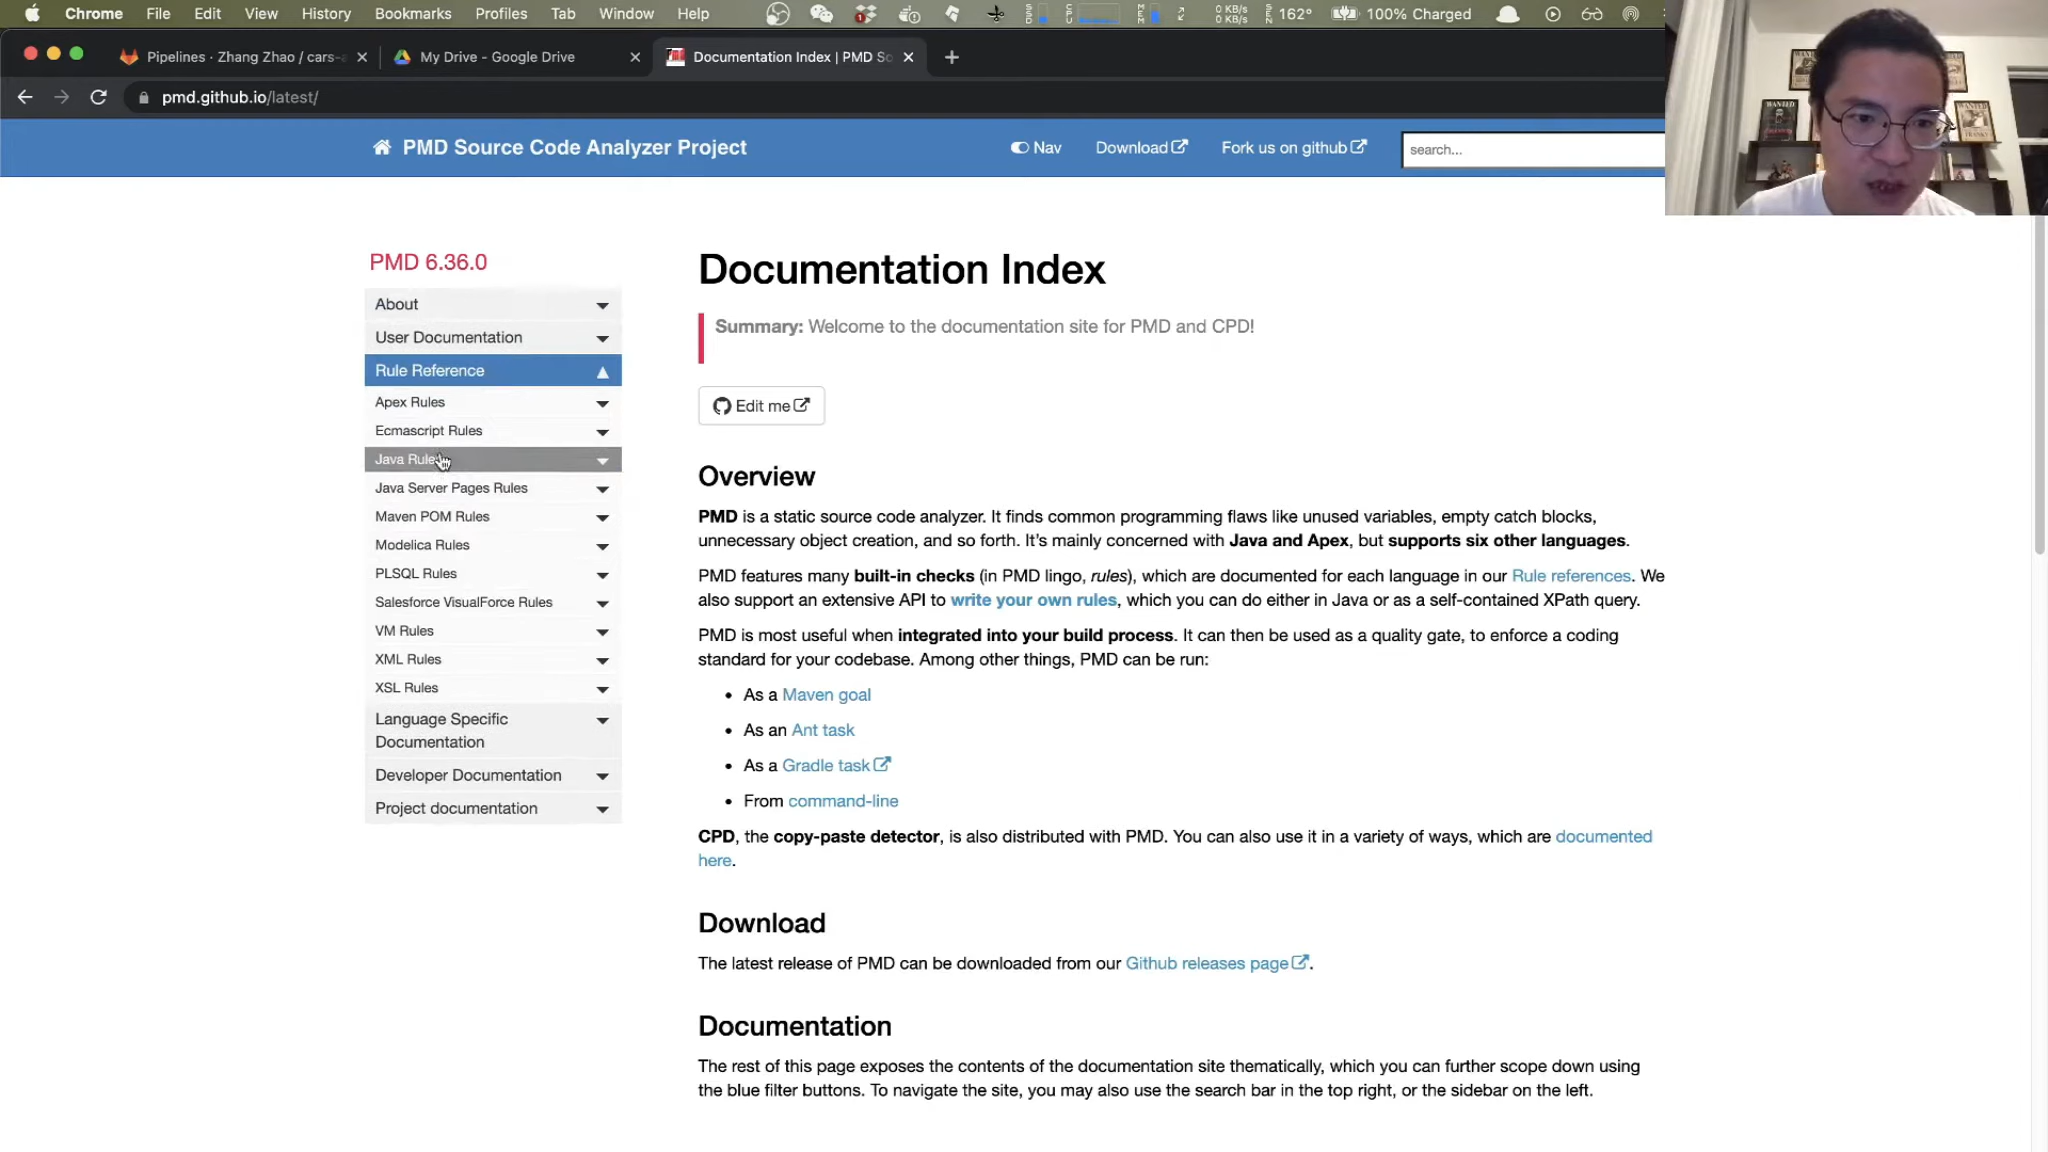 Chrome File Edit View History Bookmarks Profiles Tab Window Help 0 KB/s 0 KB/s 162° 100% Charged
Pipelines · Zhang Zhao / cars-a
My Drive - Google Drive
Documentation Index | PMD So
pmd.github.io/latest/
PMD Source Code Analyzer Project
Nav
Download
Fork us on github
search...
PMD 6.36.0
About
User Documentation
Rule Reference
Apex Rules
Ecmascript Rules
Java Rule
Java Server Pages Rules
Maven POM Rules
Modelica Rules
PLSQL Rules
Salesforce VisualForce Rules
VM Rules
XML Rules
XSL Rules
Language Specific
Documentation
Developer Documentation
Project documentation
Documentation Index
Summary: Welcome to the documentation site for PMD and CPD!
Edit me
Overview
PMD is a static source code analyzer. It finds common programming flaws like unused variables, empty catch blocks,
unnecessary object creation, and so forth. It's mainly concerned with Java and Apex, but supports six other languages.
PMD features many built-in checks (in PMD lingo, rules), which are documented for each language in our Rule references. We
also support an extensive API to write your own rules, which you can do either in Java or as a self-contained XPath query.
PMD is most useful when integrated into your build process. It can then be used as a quality gate, to enforce a coding
standard for your codebase. Among other things, PMD can be run:
• As a Maven goal
• As an Ant task
• As a Gradle task
• From command-line
CPD, the copy-paste detector, is also distributed with PMD. You can also use it in a variety of ways, which are documented
here.
Download
The latest release of PMD can be downloaded from our Github releases page.
Documentation
The rest of this page exposes the contents of the documentation site thematically, which you can further scope down using
the blue filter buttons. To navigate the site, you may also use the search bar in the top right, or the sidebar on the left.
WANTED
WANTED